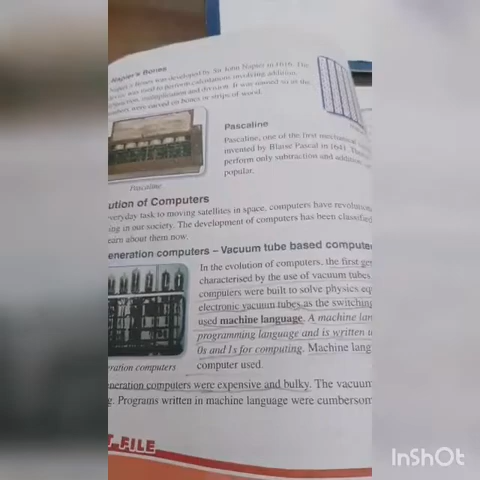 Napier's Bones
Napier's Bones was developed by Sir John Napier in 1616. The
device was used to perform calculations involving addition,
subtraction, multiplication and division. It was named so as the
numbers were carved on bones or strips of wood.
Pascaline
Pascaline, one of the first mechanical
invented by Blaise Pascal in 1641.
perform only subtraction and addition
popular.
Pascaline
ution of Computers
everyday task to moving satellites in space, computers have revolution
ing in our society. The development of computers has been classified
earn about them now.
eneration computers – Vacuum tube based compute
In the evolution of computers, the first ge
characterised by the use of vacuum tubes
computers were built to solve physics eq
electronic vacuum tubes as the switching
used machine language. A machine lan
programming language and is written u
0s and 1s for computing. Machine lang
computer used.
ration computers
neration computers were expensive and bulky. The vacuum
g. Programs written in machine language were cumbersom
T FILE
InShOt